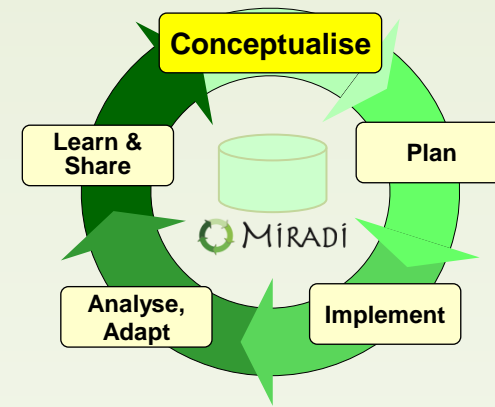 Conceptualise
Learn &
Share
Plan
MiRADi
Analyse,
Adapt
Implement